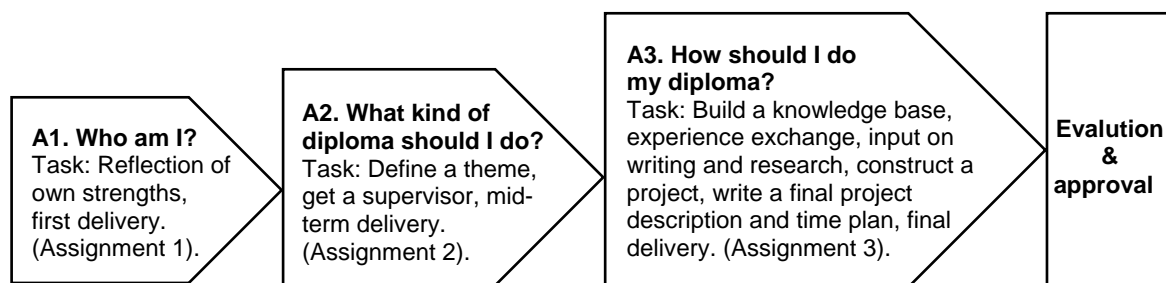 A1. Who am I?
Task: Reflection of
own strengths,
first delivery.
(Assignment 1).
A2. What kind of
diploma should I do?
Task: Define a theme,
get a supervisor, mid-
term delivery.
(Assignment 2).
A3. How should I do
my diploma?
Task: Build a knowledge base,
experience exchange, input on
writing and research, construct a
project, write a final project
description and time plan, final
delivery. (Assignment 3).
Evalution
&
approval